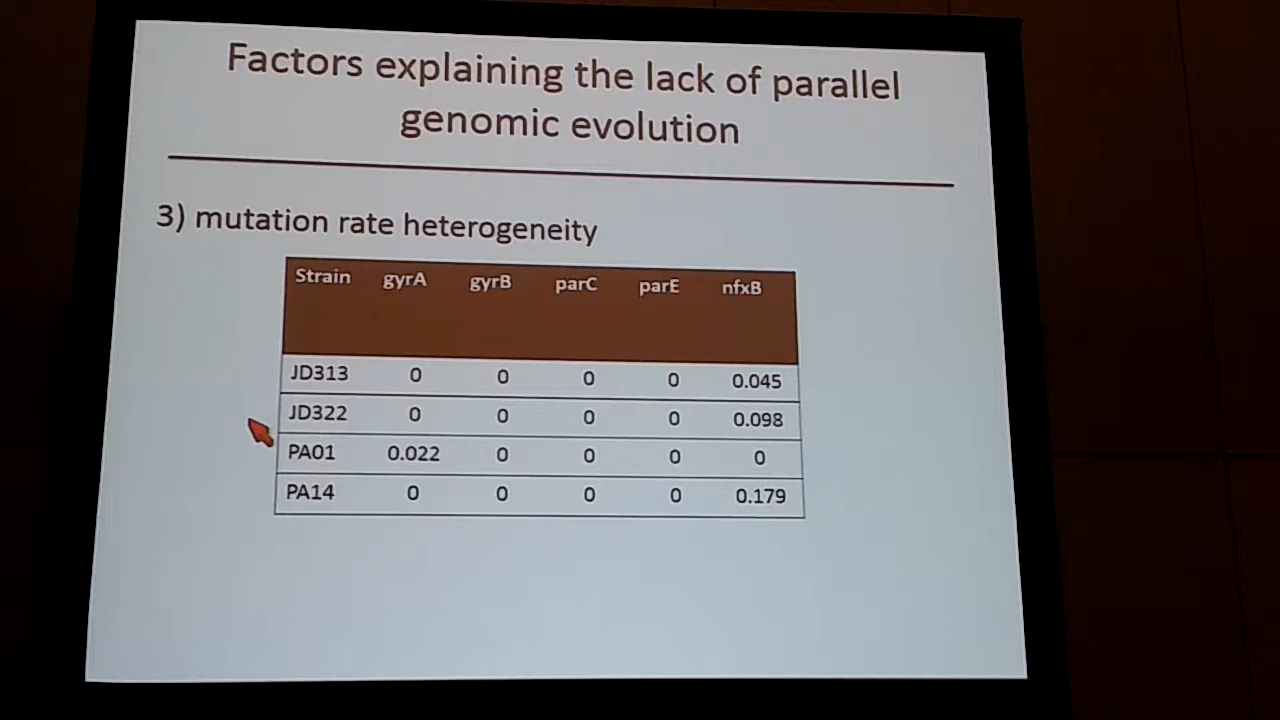 Factors explaining the lack of parallel
genomic evolution
3) mutation rate heterogeneity
Strain gyrA gyrB parC parE nfxB
JD313 0 0 0 0 0.045
JD322 0 0 0 0 0.098
PA01 0.022 0 0 0 0
PA14 0 0 0 0 0.179